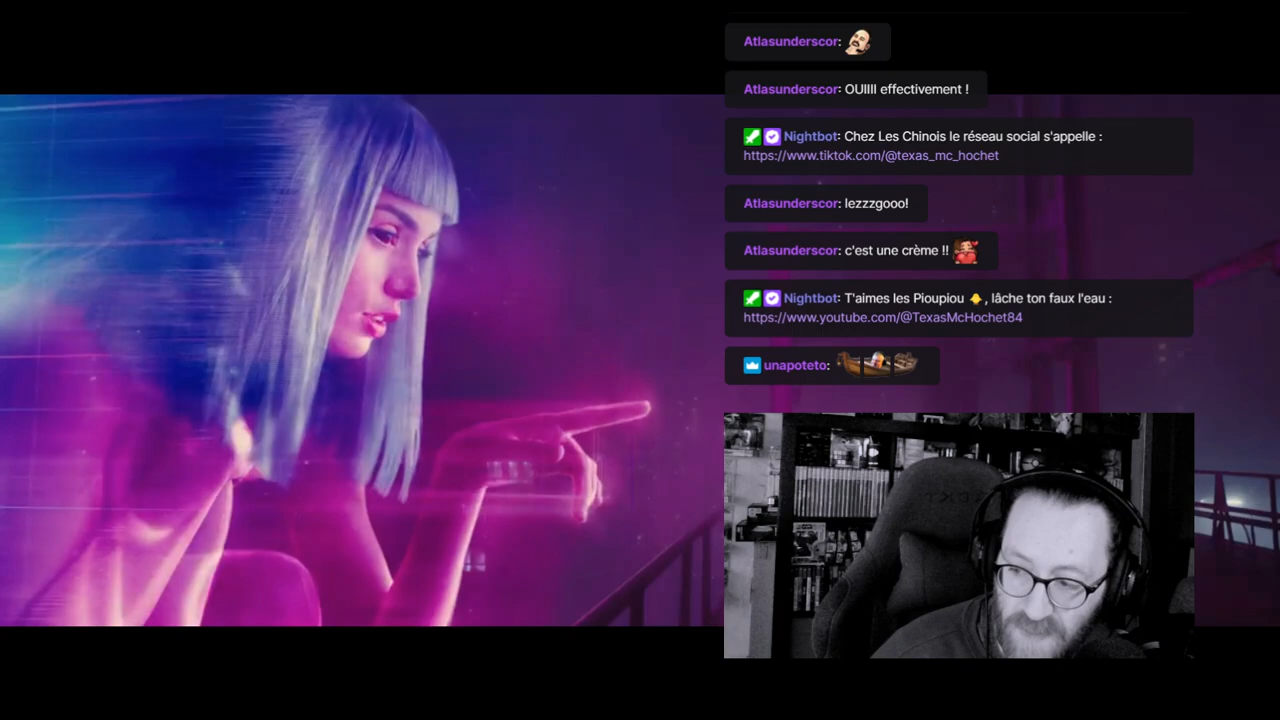 Atlasunderscor:
Atlasunderscor: OUIIII effectivement !
Nightbot: Chez Les Chinois le réseau social s'appelle :
https://www.tiktok.com/@texas_mc_hochet
Atlasunderscor: lezzzgooo!
Atlasunderscor: c'est une crème !!
Nightbot: T'aimes les Pioupiou 🐥, lâche ton faux l'eau :
https://www.youtube.com/@TexasMcHochet84
unapoteto: